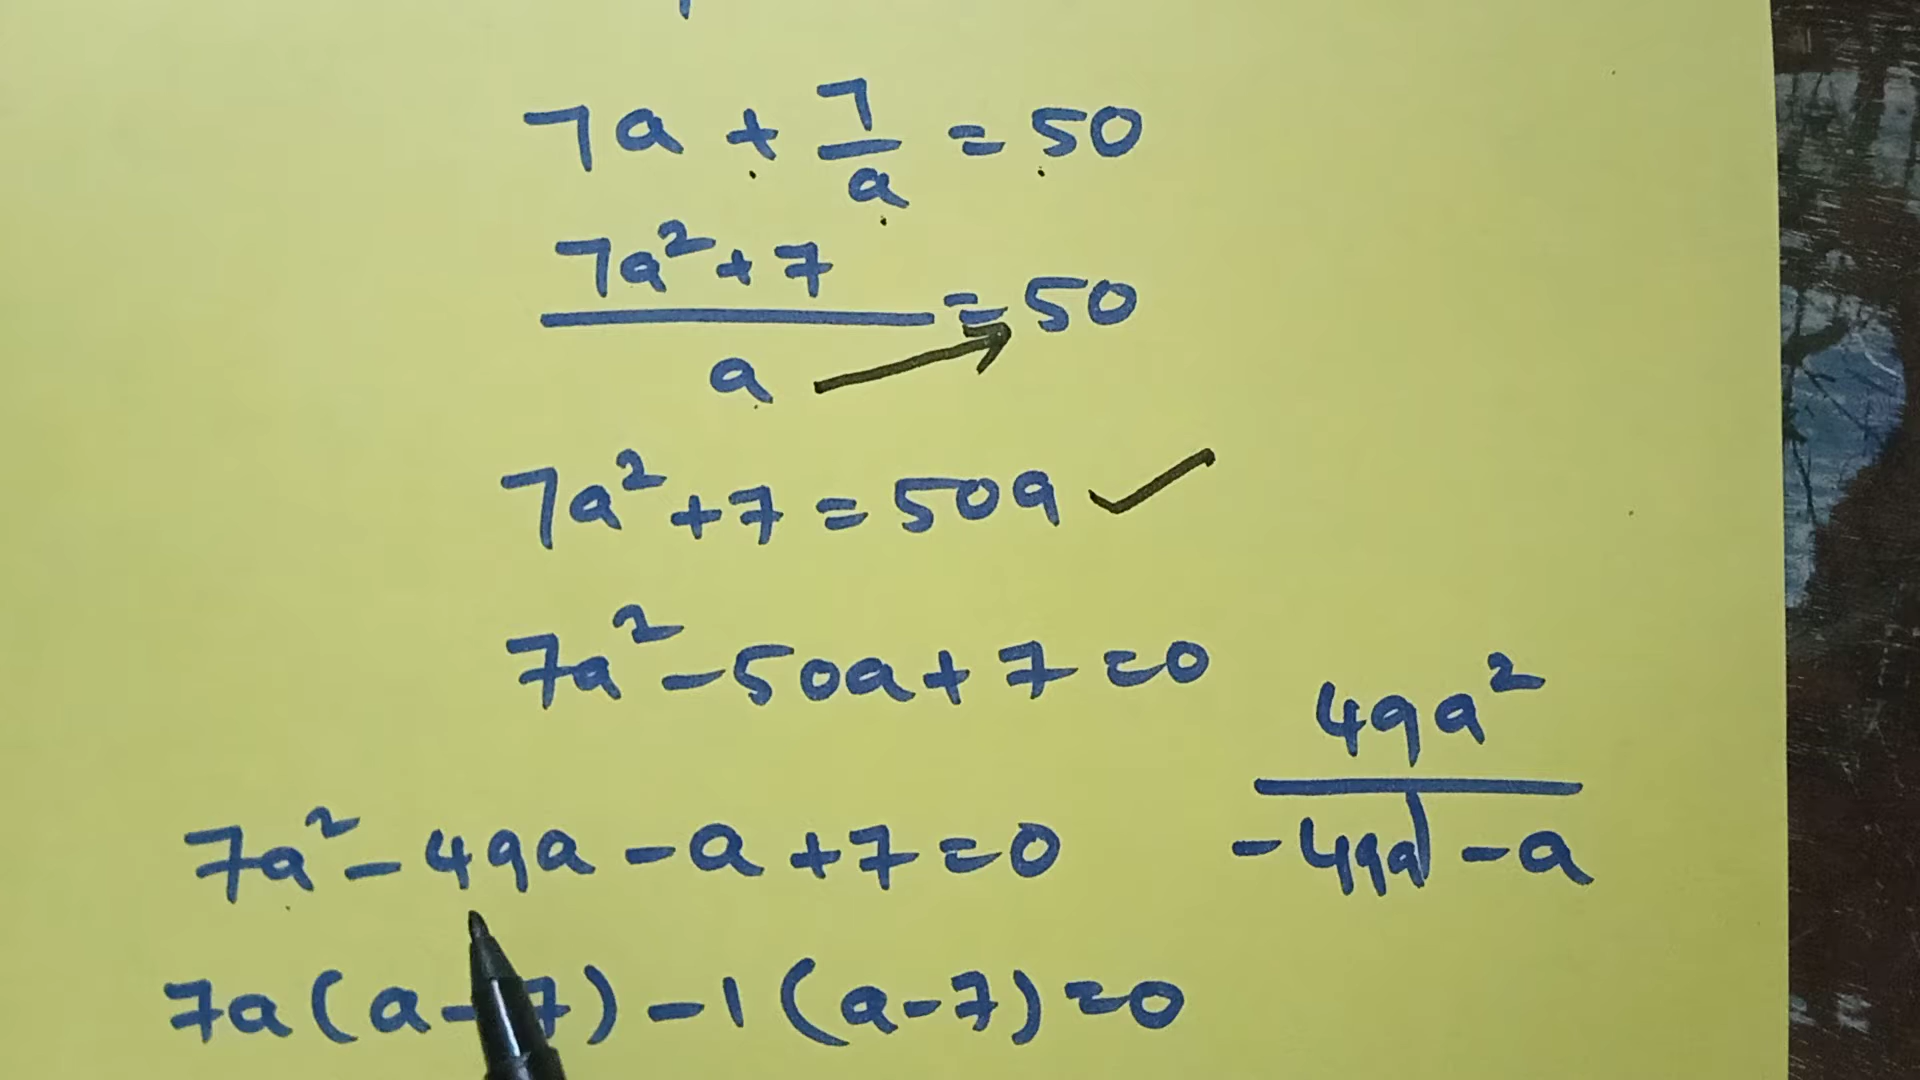 7a + 7/a = 50
(7a² + 7)/a = 50
7a² + 7 = 50a ✓
7a² - 50a + 7 = 0
49a²
-49a | -a
7a² - 49a - a + 7 = 0
7a(a - 7) - 1(a - 7) = 0